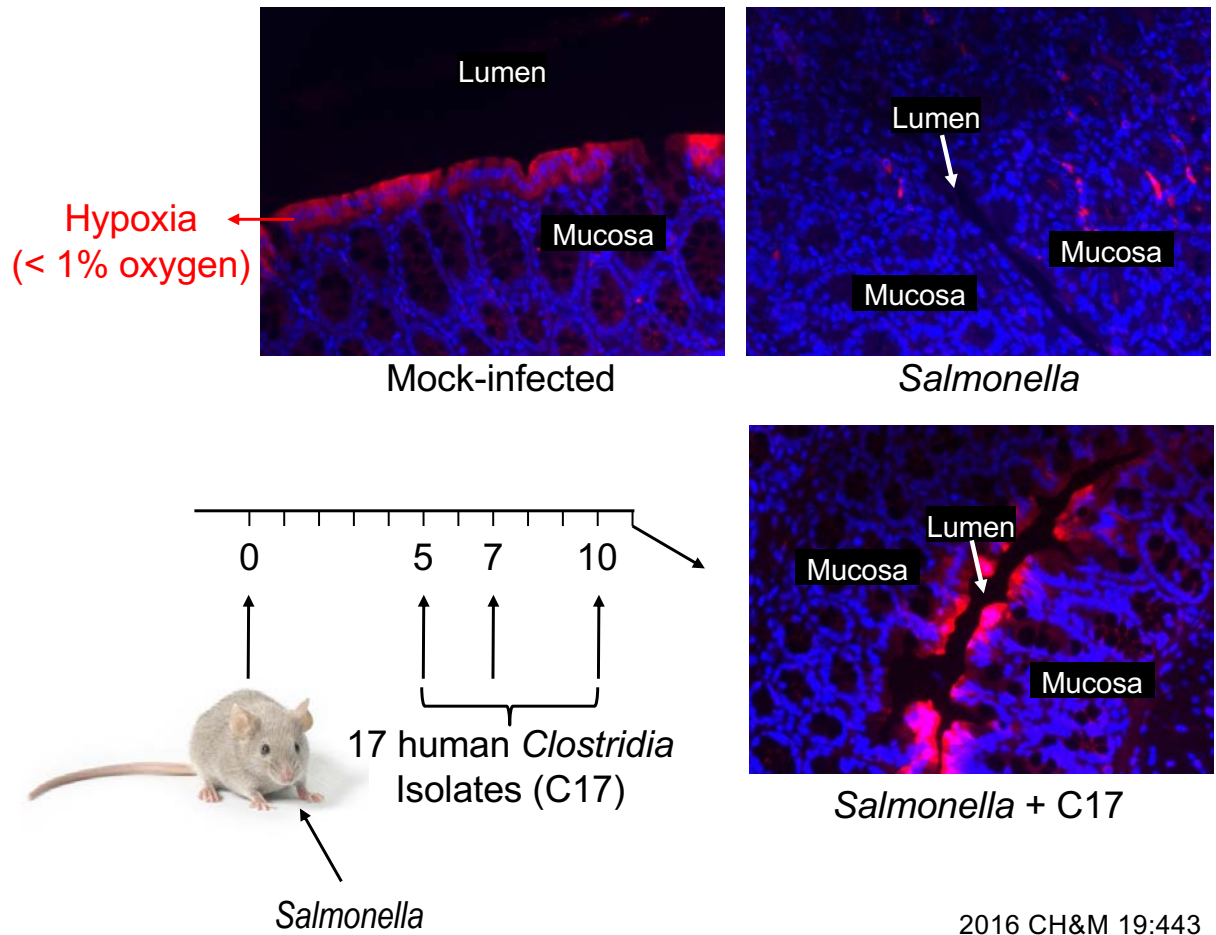 Lumen
Mucosa
Hypoxia
(< 1% oxygen)
Mock-infected
Lumen
Mucosa
Mucosa
Salmonella
0 5 7 10
17 human Clostridia
Isolates (C17)
Salmonella
Lumen
Mucosa
Mucosa
Salmonella + C17
2016 CH&M 19:443